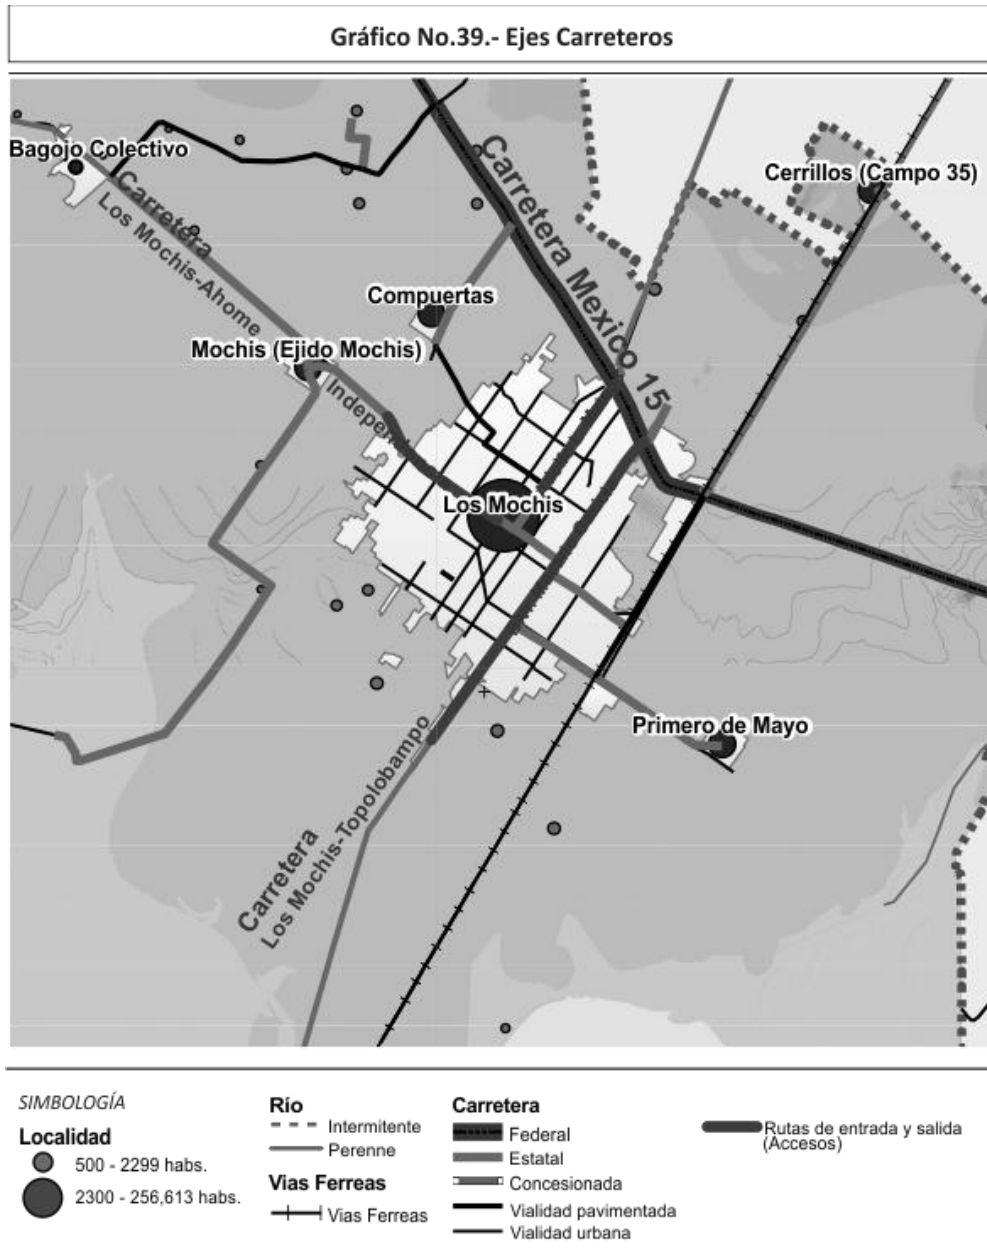 Gráfico No.39.- Ejes Carreteros
Bagojo Colectivo
Carretera
Los Mochis-Ahome
Carretera Mexico 15
Cerrillos (Campo 35)
Compuertas
Mochis (Ejido Mochis)
Los Mochis
Primero de Mayo
Carretera
Los Mochis-Topolobampo
SIMBOLOGÍA
Localidad
500 - 2299 habs.
2300 - 256,613 habs.
Río
Intermitente
Perenne
Vias Ferreas
Vias Ferreas
Carretera
Federal
Estatal
Concesionada
Vialidad pavimentada
Vialidad urbana
Rutas de entrada y salida
(Accesos)